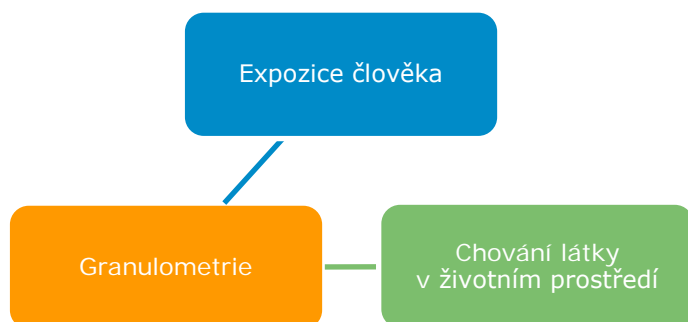 Expozice člověka
Granulometrie
Chování látky
v životním prostředí